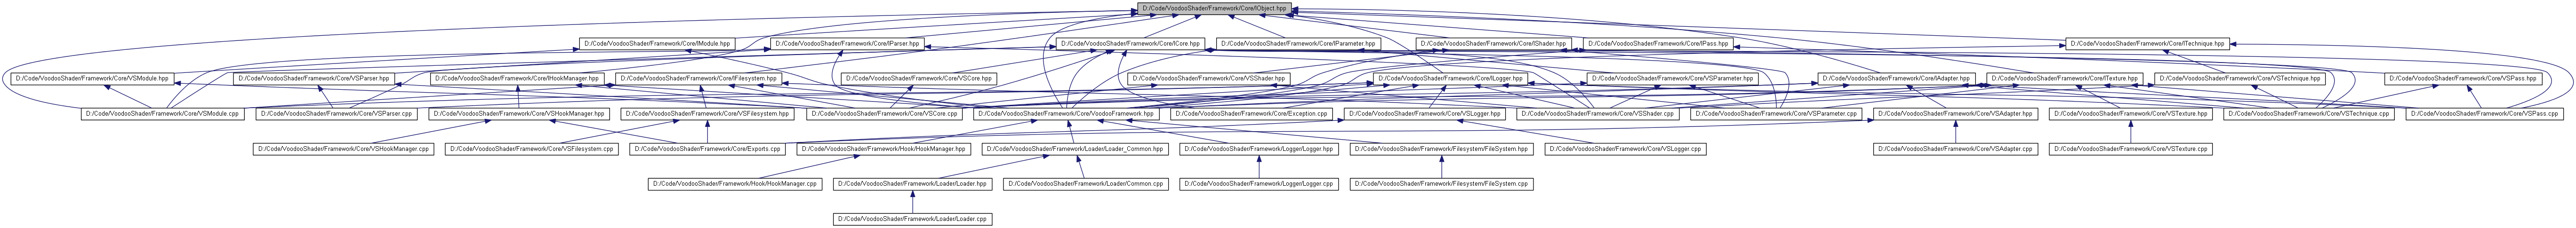 D:/Code/VoodooShader/Framework/Core/IObject.hpp
D:/Code/VoodooShader/Framework/Core/IModule.hpp
D:/Code/VoodooShader/Framework/Core/IParser.hpp
D:/Code/VoodooShader/Framework/Core/ICore.hpp
D:/Code/VoodooShader/Framework/Core/IParameter.hpp
D:/Code/VoodooShader/Framework/Core/IShader.hpp
D:/Code/VoodooShader/Framework/Core/IPass.hpp
D:/Code/VoodooShader/Framework/Core/ITechnique.hpp
D:/Code/VoodooShader/Framework/Core/VSModule.hpp
D:/Code/VoodooShader/Framework/Core/VSParser.hpp
D:/Code/VoodooShader/Framework/Core/IHookManager.hpp
D:/Code/VoodooShader/Framework/Core/IFilesystem.hpp
D:/Code/VoodooShader/Framework/Core/VSCore.hpp
D:/Code/VoodooShader/Framework/Core/VSShader.hpp
D:/Code/VoodooShader/Framework/Core/ILogger.hpp
D:/Code/VoodooShader/Framework/Core/VSParameter.hpp
D:/Code/VoodooShader/Framework/Core/IAdapter.hpp
D:/Code/VoodooShader/Framework/Core/ITexture.hpp
D:/Code/VoodooShader/Framework/Core/VSTechnique.hpp
D:/Code/VoodooShader/Framework/Core/VSPass.hpp
D:/Code/VoodooShader/Framework/Core/VSModule.cpp
D:/Code/VoodooShader/Framework/Core/VSParser.cpp
D:/Code/VoodooShader/Framework/Core/VSHookManager.hpp
D:/Code/VoodooShader/Framework/Core/VSFilesystem.hpp
D:/Code/VoodooShader/Framework/Core/VSCore.cpp
D:/Code/VoodooShader/Framework/Core/VoodooFramework.hpp
D:/Code/VoodooShader/Framework/Core/Exception.cpp
D:/Code/VoodooShader/Framework/Core/VSLogger.hpp
D:/Code/VoodooShader/Framework/Core/VSShader.cpp
D:/Code/VoodooShader/Framework/Core/VSParameter.cpp
D:/Code/VoodooShader/Framework/Core/VSAdapter.hpp
D:/Code/VoodooShader/Framework/Core/VSTexture.hpp
D:/Code/VoodooShader/Framework/Core/VSTechnique.cpp
D:/Code/VoodooShader/Framework/Core/VSPass.cpp
D:/Code/VoodooShader/Framework/Core/VSHookManager.cpp
D:/Code/VoodooShader/Framework/Core/VSFilesystem.cpp
D:/Code/VoodooShader/Framework/Core/Exports.cpp
D:/Code/VoodooShader/Framework/Hook/HookManager.hpp
D:/Code/VoodooShader/Framework/Loader/Loader_Common.hpp
D:/Code/VoodooShader/Framework/Logger/Logger.hpp
D:/Code/VoodooShader/Framework/Filesystem/FileSystem.hpp
D:/Code/VoodooShader/Framework/Core/VSLogger.cpp
D:/Code/VoodooShader/Framework/Core/VSAdapter.cpp
D:/Code/VoodooShader/Framework/Core/VSTexture.cpp
D:/Code/VoodooShader/Framework/Hook/HookManager.cpp
D:/Code/VoodooShader/Framework/Loader/Loader.hpp
D:/Code/VoodooShader/Framework/Loader/Common.cpp
D:/Code/VoodooShader/Framework/Logger/Logger.cpp
D:/Code/VoodooShader/Framework/Filesystem/FileSystem.cpp
D:/Code/VoodooShader/Framework/Loader/Loader.cpp